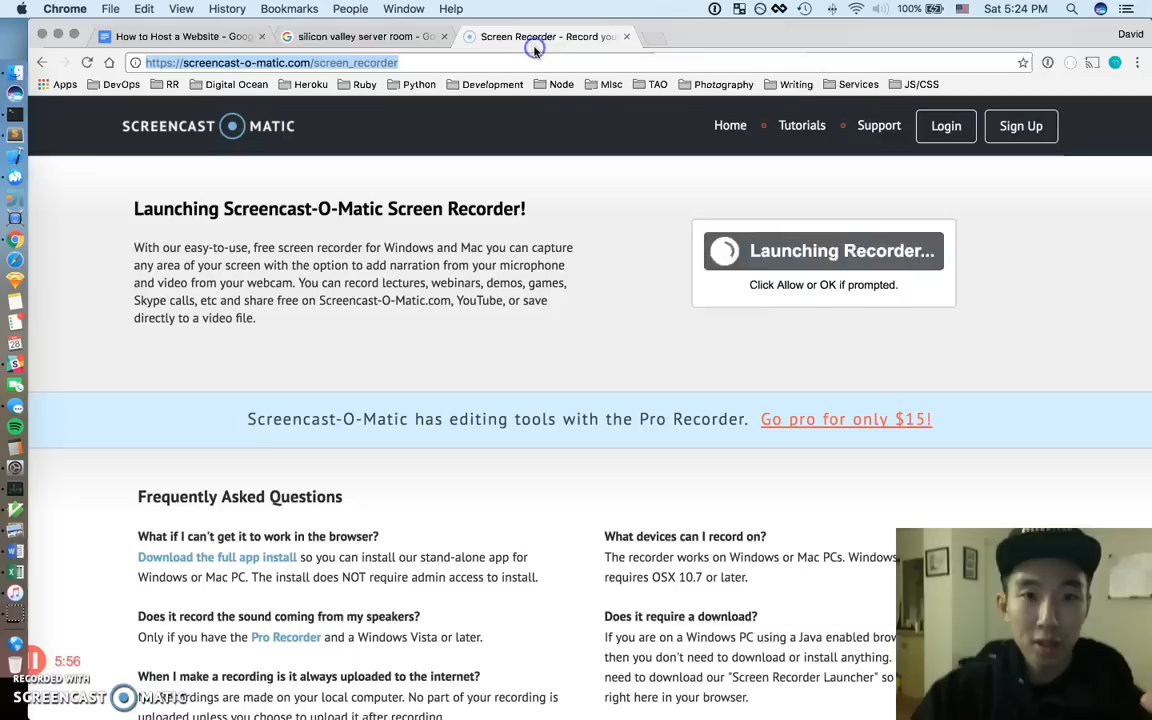 Chrome File Edit View History Bookmarks People Window Help 100% Sat 5:24 PM
How to Host a Website - Goog silicon valley server room - Go Screen Recorder - Record you David
https://screencast-o-matic.com/screen_recorder
Apps DevOps RR Digital Ocean Heroku Ruby Python Development Node Misc TAO Photography Writing Services JS/CSS
SCREENCAST MATIC Home Tutorials Support Login Sign Up
Launching Screencast-O-Matic Screen Recorder!
With our easy-to-use, free screen recorder for Windows and Mac you can capture
any area of your screen with the option to add narration from your microphone
and video from your webcam. You can record lectures, webinars, demos, games,
Skype calls, etc and share free on Screencast-O-Matic.com, YouTube, or save
directly to a video file.
Launching Recorder...
Click Allow or OK if prompted.
Screencast-O-Matic has editing tools with the Pro Recorder. Go pro for only $15!
Frequently Asked Questions
What if I can't get it to work in the browser?
Download the full app install so you can install our stand-alone app for
Windows or Mac PC. The install does NOT require admin access to install.
Does it record the sound coming from my speakers?
Only if you have the Pro Recorder and a Windows Vista or later.
When I make a recording is it always uploaded to the internet?
recordings are made on your local computer. No part of your recording is
uploaded unless you choose to upload it after recording.
What devices can I record on?
The recorder works on Windows or Mac PCs. Windows
requires OSX 10.7 or later.
Does it require a download?
If you are on a Windows PC using a Java enabled brow
then you don't need to download or install anything.
need to download our "Screen Recorder Launcher" so
right here in your browser.
5:56
RECORDED WITH
SCREENCAST MATIC